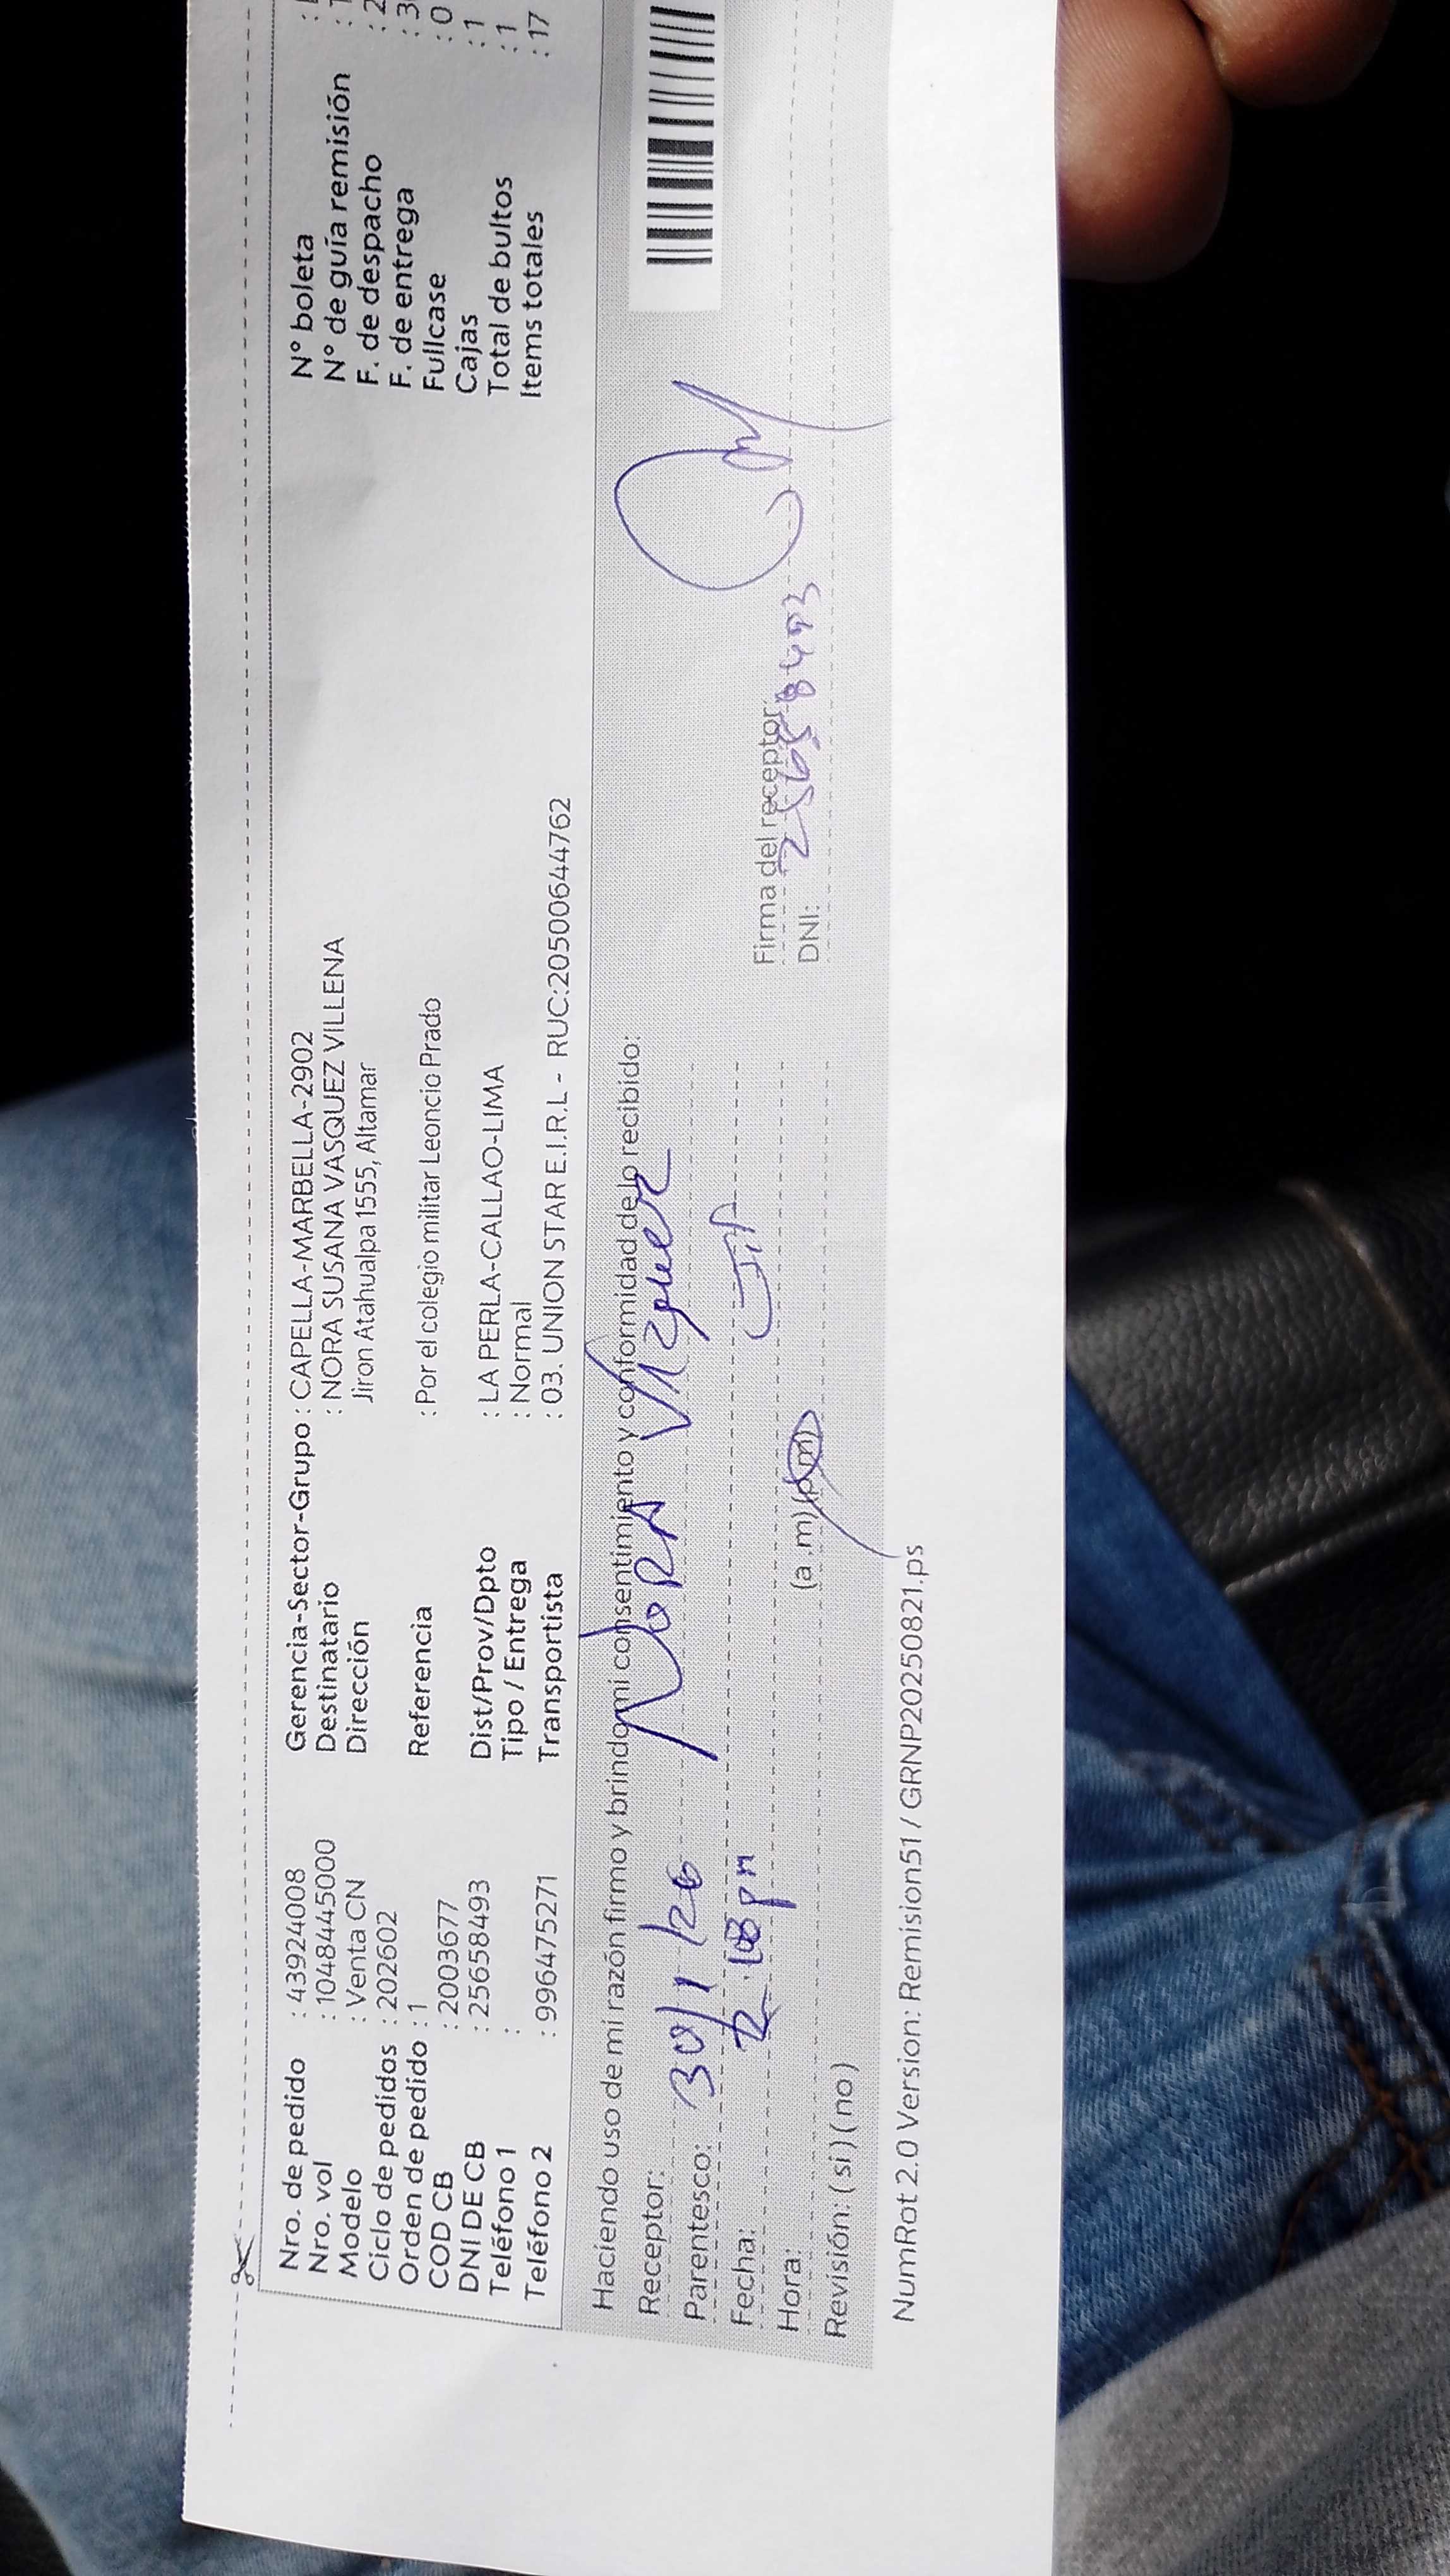 Nro. de pedido : 43924008
Nro. vol : 1048445000
Modelo : Venta CN
Ciclo de pedidos : 202602
Orden de pedido : 1
COD CB : 2003677
DNI DE CB : 25658493
Teléfono 1 :
Teléfono 2 : 996475271
Gerencia-Sector-Grupo : CAPELLA-MARBELLA-2902
Destinatario : NORA SUSANA VASQUEZ VILLENA
Dirección Jiron Atahualpa 1555, Altamar
Referencia : Por el colegio militar Leoncio Prado
Dist/Prov/Dpto : LA PERLA-CALLAO-LIMA
Tipo / Entrega : Normal
Transportista : 03. UNION STAR E.I.R.L - RUC:20500644762
N° boleta :
N° de guía remisión :
F. de despacho : 2
F. de entrega : 3
Fullcase : 0
Cajas : 1
Total de bultos : 1
Items totales : 17
Haciendo uso de mi razón firmo y brindo mi consentimiento y conformidad de lo recibido:
Receptor: NORA
Parentesco: 30/1/26
Fecha:
Hora: (a.m) (p.m)
Revisión: ( si ) ( no )
Firma del receptor:
DNI: 25658493
NumRot 2.0 Version: Remision51 / GRNP20250821.ps